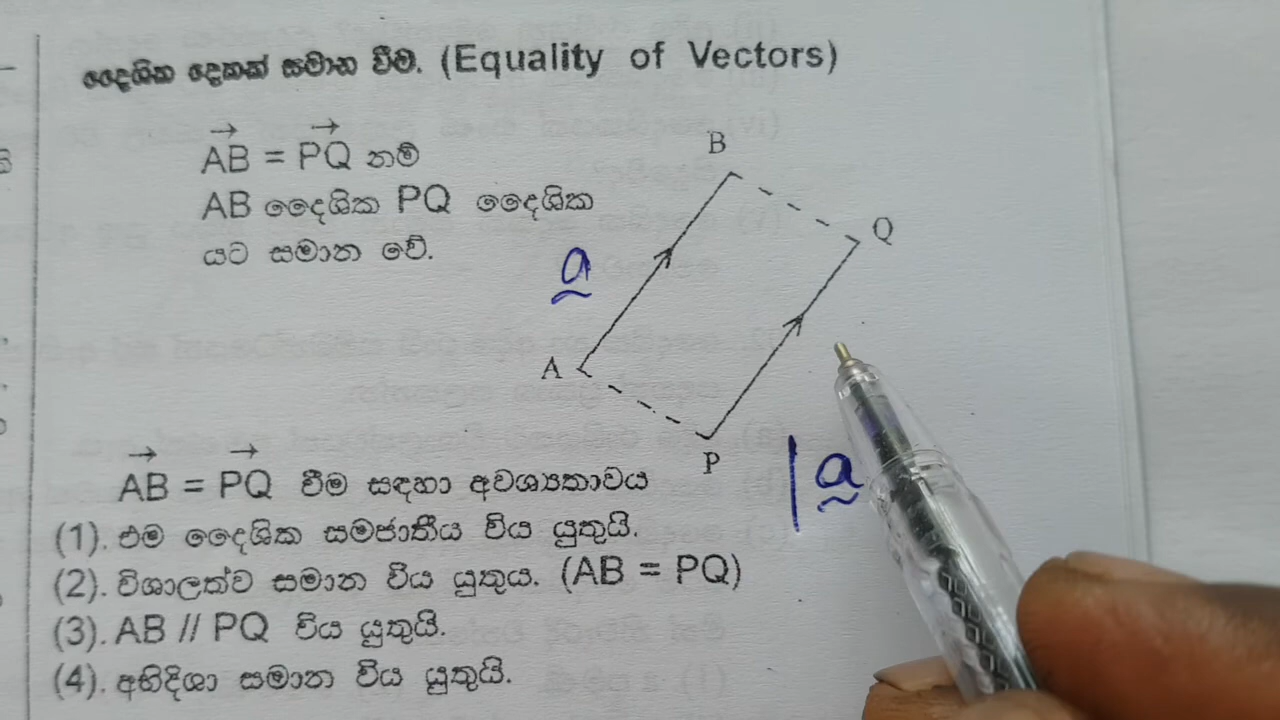 දෛශික දෙකක් සමාන වීම. (Equality of Vectors)
AB = PQ නම්
AB දෛශික PQ දෛශික
යට සමාන වේ.
B
Q
a
A
P
AB = PQ වීම සඳහා අවශ්‍යතාවය
|a
(1). එම දෛශික සමජාතීය විය යුතුයි.
(2). විශාලත්ව සමාන විය යුතුය. (AB = PQ)
(3). AB // PQ විය යුතුයි.
(4). අභිදිශා සමාන විය යුතුයි.